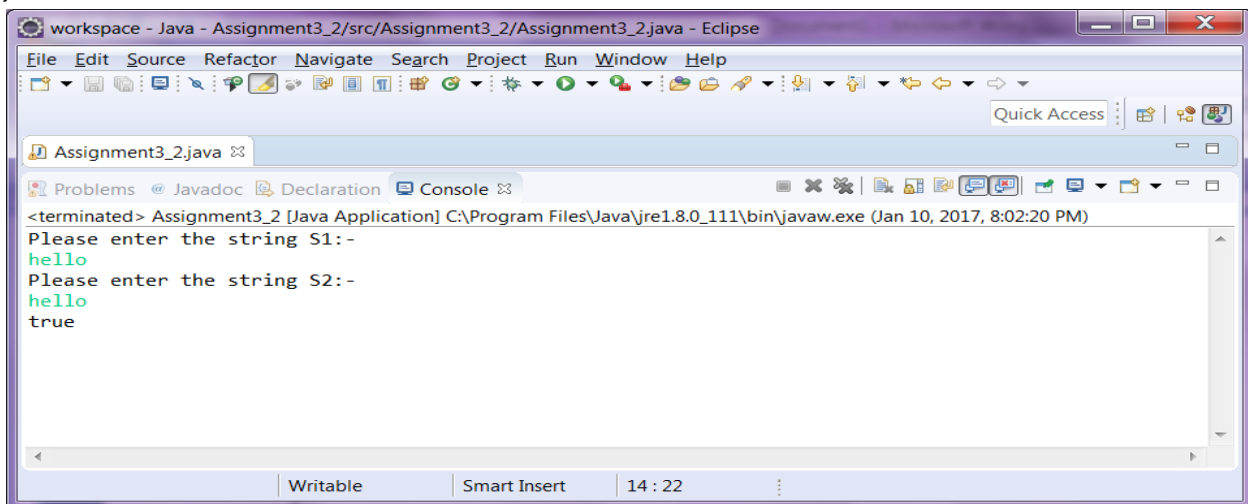 workspace - Java - Assignment3_2/src/Assignment3_2/Assignment3_2.java - Eclipse
File Edit Source Refactor Navigate Search Project Run Window Help
Quick Access
Assignment3_2.java
Problems @ Javadoc Declaration Console
<terminated> Assignment3_2 [Java Application] C:\Program Files\Java\jre1.8.0_111\bin\javaw.exe (Jan 10, 2017, 8:02:20 PM)
Please enter the string S1:-
hello
Please enter the string S2:-
hello
true
Writable Smart Insert 14 : 22